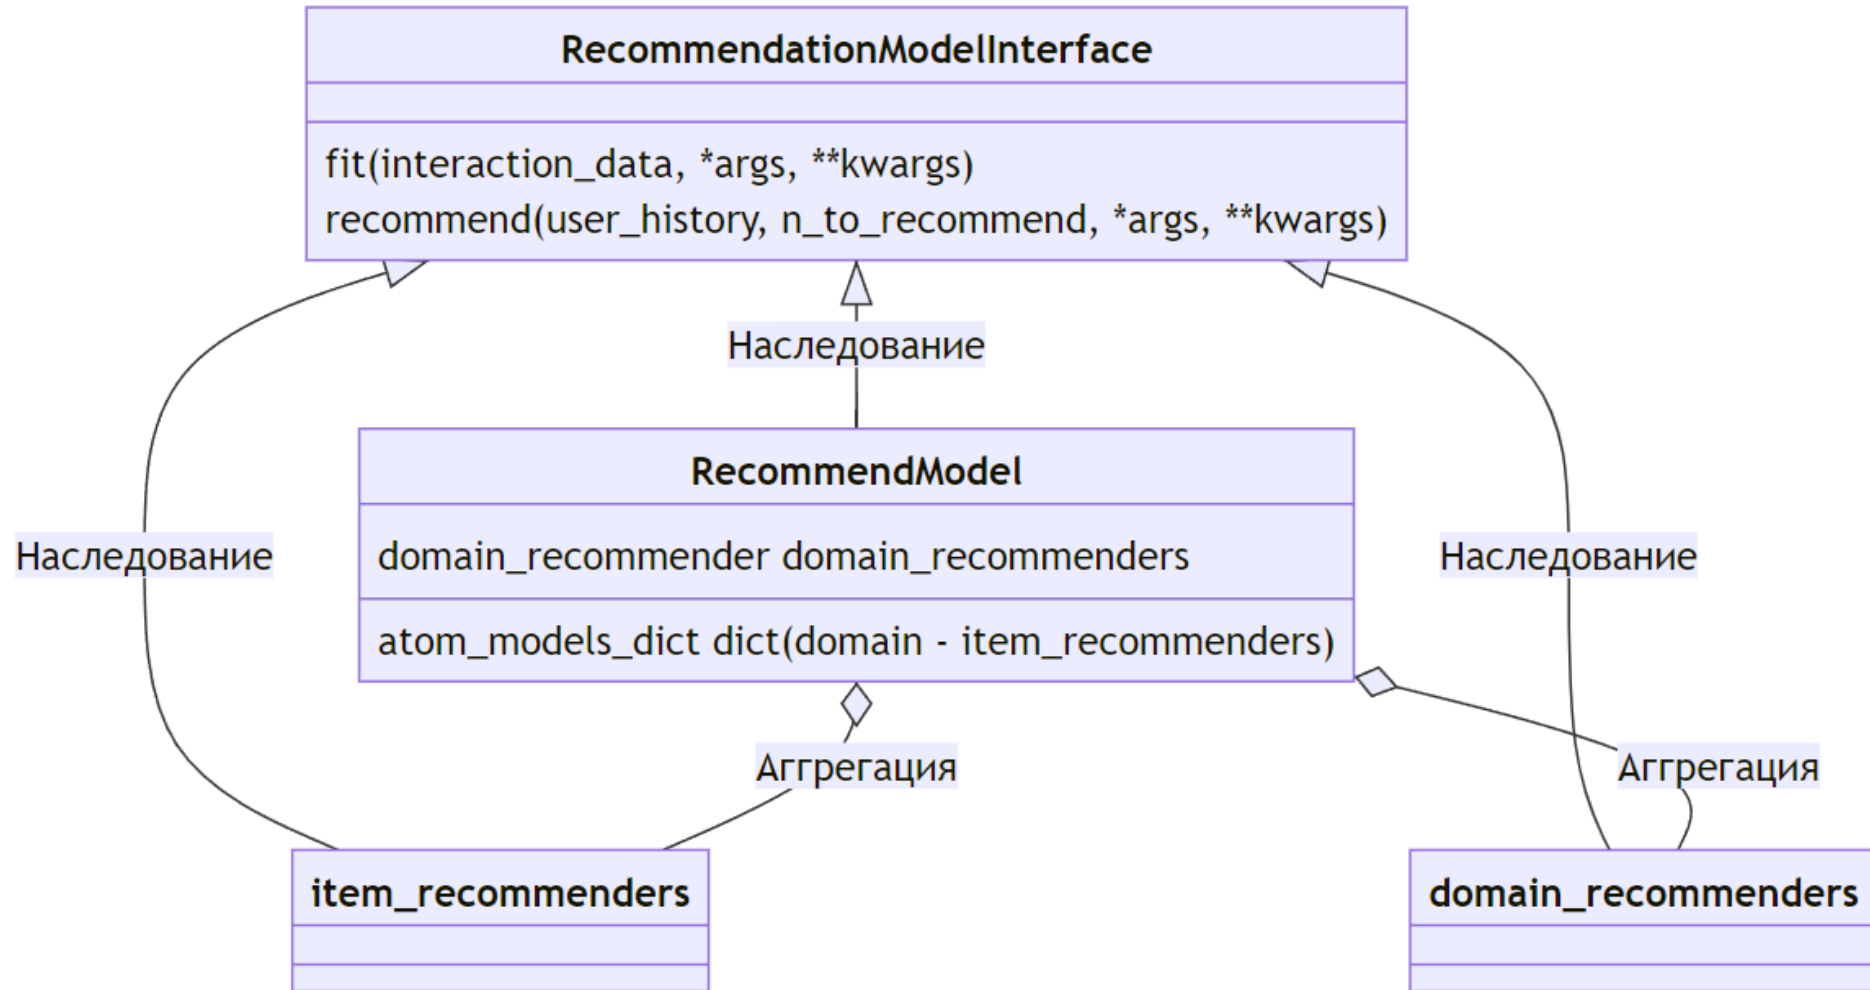 RecommendationModelInterface
fit(interaction_data, *args, **kwargs)
recommend(user_history, n_to_recommend, *args, **kwargs)
Наследование
RecommendModel
domain_recommender domain_recommenders
atom_models_dict dict(domain - item_recommenders)
Наследование
Наследование
Аггрегация
Аггрегация
item_recommenders
domain_recommenders